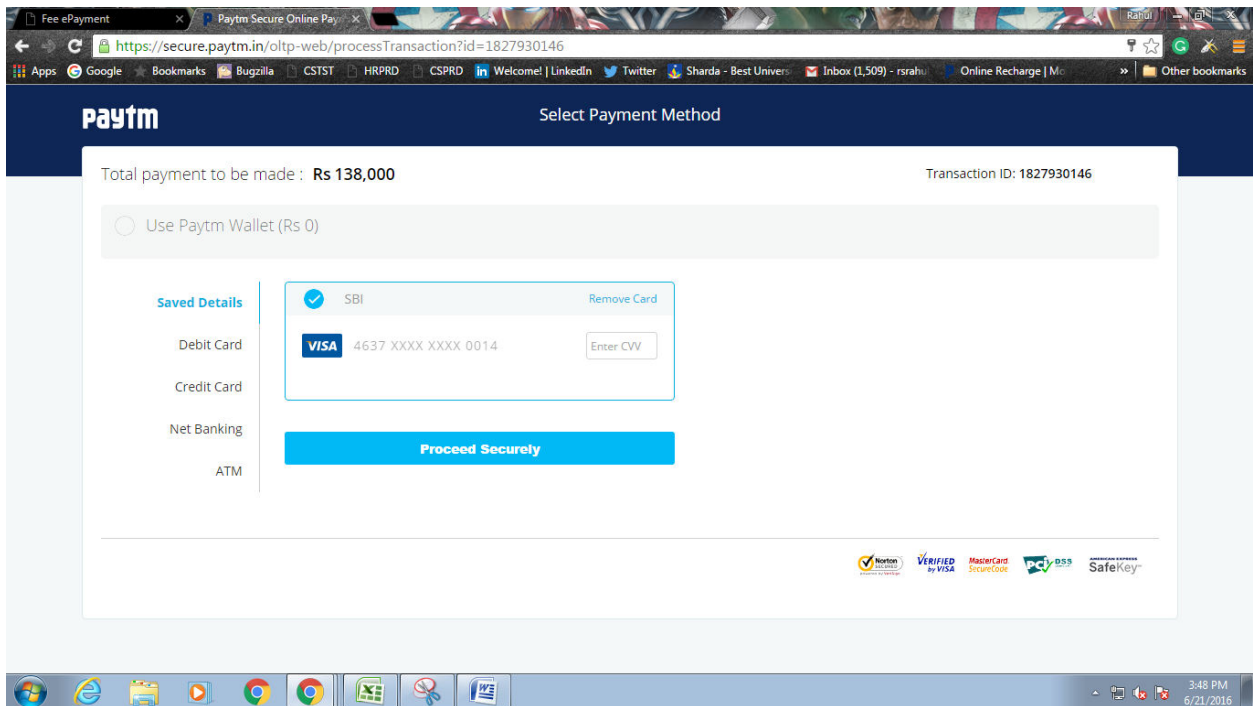 Fee ePayment
Paytm Secure Online Pay
Rahul
https://secure.paytm.in/oltp-web/processTransaction?id=1827930146
Apps Google Bookmarks Bugzilla CSTST HRPRD CSPRD Welcome! | LinkedIn Twitter Sharda - Best Univers Inbox (1,509) - rsrahu Online Recharge | Mo » Other bookmarks
paytm
Select Payment Method
Total payment to be made : Rs 138,000
Transaction ID: 1827930146
Use Paytm Wallet (Rs 0)
Saved Details
Debit Card
Credit Card
Net Banking
ATM
SBI
Remove Card
VISA 4637 XXXX XXXX 0014 Enter CVV
Proceed Securely
Norton
SECURED
VERIFIED
by VISA
MasterCard
SecureCode
PCI DSS
AMERICAN EXPRESS
SafeKey
3:48 PM
6/21/2016